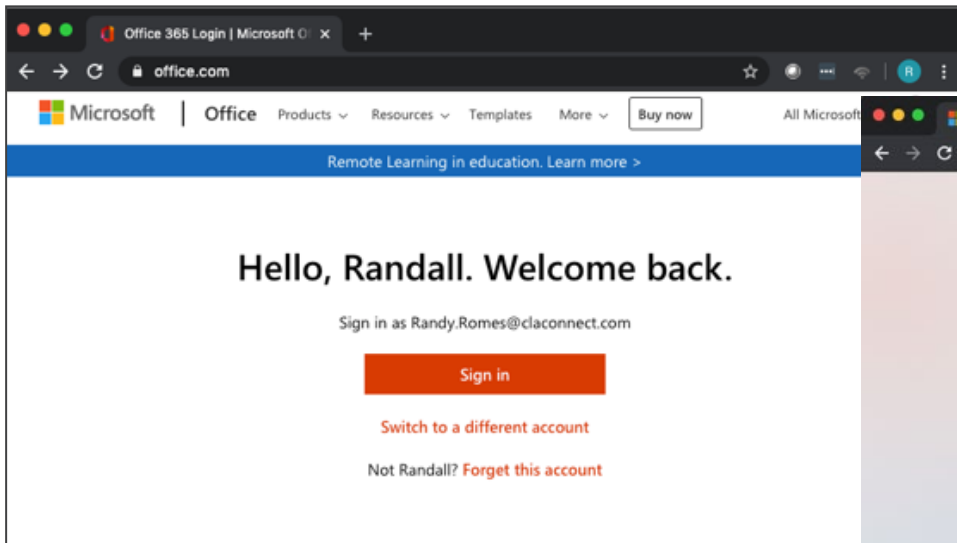 Office 365 Login | Microsoft O
office.com
R
Microsoft | Office Products Resources Templates More Buy now All Microsoft
Remote Learning in education. Learn more >
Hello, Randall. Welcome back.
Sign in as Randy.Romes@claconnect.com
Sign in
Switch to a different account
Not Randall? Forget this account